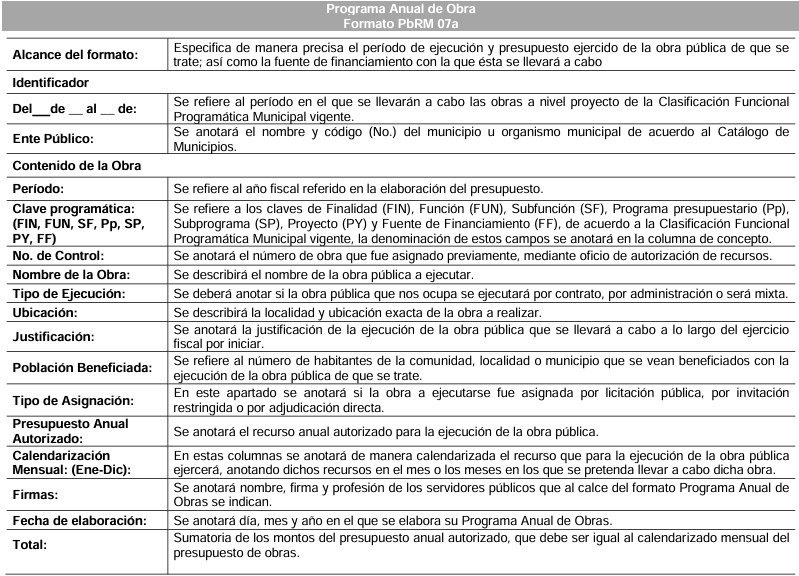 Programa Anual de Obra
Formato PbRM 07a
Alcance del formato:
Especifica de manera precisa el período de ejecución y presupuesto ejercido de la obra pública de que se
trate; así como la fuente de financiamiento con la que ésta se llevará a cabo
Identificador
Del__de __ al __ de:
Se refiere al período en el que se llevarán a cabo las obras a nivel proyecto de la Clasificación Funcional
Programática Municipal vigente.
Ente Público:
Se anotará el nombre y código (No.) del municipio u organismo municipal de acuerdo al Catálogo de
Municipios.
Contenido de la Obra
Período:
Se refiere al año fiscal referido en la elaboración del presupuesto.
Clave programática:
(FIN, FUN, SF, Pp, SP,
PY, FF)
Se refiere a los claves de Finalidad (FIN), Función (FUN), Subfunción (SF), Programa presupuestario (Pp),
Subprograma (SP), Proyecto (PY) y Fuente de Financiamiento (FF), de acuerdo a la Clasificación Funcional
Programática Municipal vigente, la denominación de estos campos se anotará en la columna de concepto.
No. de Control:
Se anotará el número de obra que fue asignado previamente, mediante oficio de autorización de recursos.
Nombre de la Obra:
Se describirá el nombre de la obra pública a ejecutar.
Tipo de Ejecución:
Se deberá anotar si la obra pública que nos ocupa se ejecutará por contrato, por administración o será mixta.
Ubicación:
Se describirá la localidad y ubicación exacta de la obra a realizar.
Justificación:
Se anotará la justificación de la ejecución de la obra pública que se llevará a cabo a lo largo del ejercicio
fiscal por iniciar.
Población Beneficiada:
Se refiere al número de habitantes de la comunidad, localidad o municipio que se vean beneficiados con la
ejecución de la obra pública de que se trate.
Tipo de Asignación:
En este apartado se anotará si la obra a ejecutarse fue asignada por licitación pública, por invitación
restringida o por adjudicación directa.
Presupuesto Anual
Autorizado:
Se anotará el recurso anual autorizado para la ejecución de la obra pública.
Calendarización
Mensual: (Ene-Dic):
En estas columnas se anotará de manera calendarizada el recurso que para la ejecución de la obra pública
ejercerá, anotando dichos recursos en el mes o los meses en los que se pretenda llevar a cabo dicha obra.
Firmas:
Se anotará nombre, firma y profesión de los servidores públicos que al calce del formato Programa Anual de
Obras se indican.
Fecha de elaboración:
Se anotará día, mes y año en el que se elabora su Programa Anual de Obras.
Total:
Sumatoria de los montos del presupuesto anual autorizado, que debe ser igual al calendarizado mensual del
presupuesto de obras.